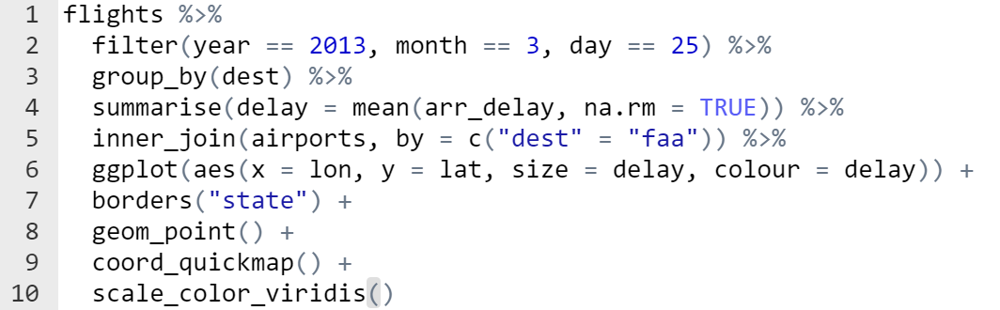 1 flights %>%
2   filter(year == 2013, month == 3, day == 25) %>%
3   group_by(dest) %>%
4   summarise(delay = mean(arr_delay, na.rm = TRUE)) %>%
5   inner_join(airports, by = c("dest" = "faa")) %>%
6   ggplot(aes(x = lon, y = lat, size = delay, colour = delay)) +
7   borders("state") +
8   geom_point() +
9   coord_quickmap() +
10   scale_color_viridis()